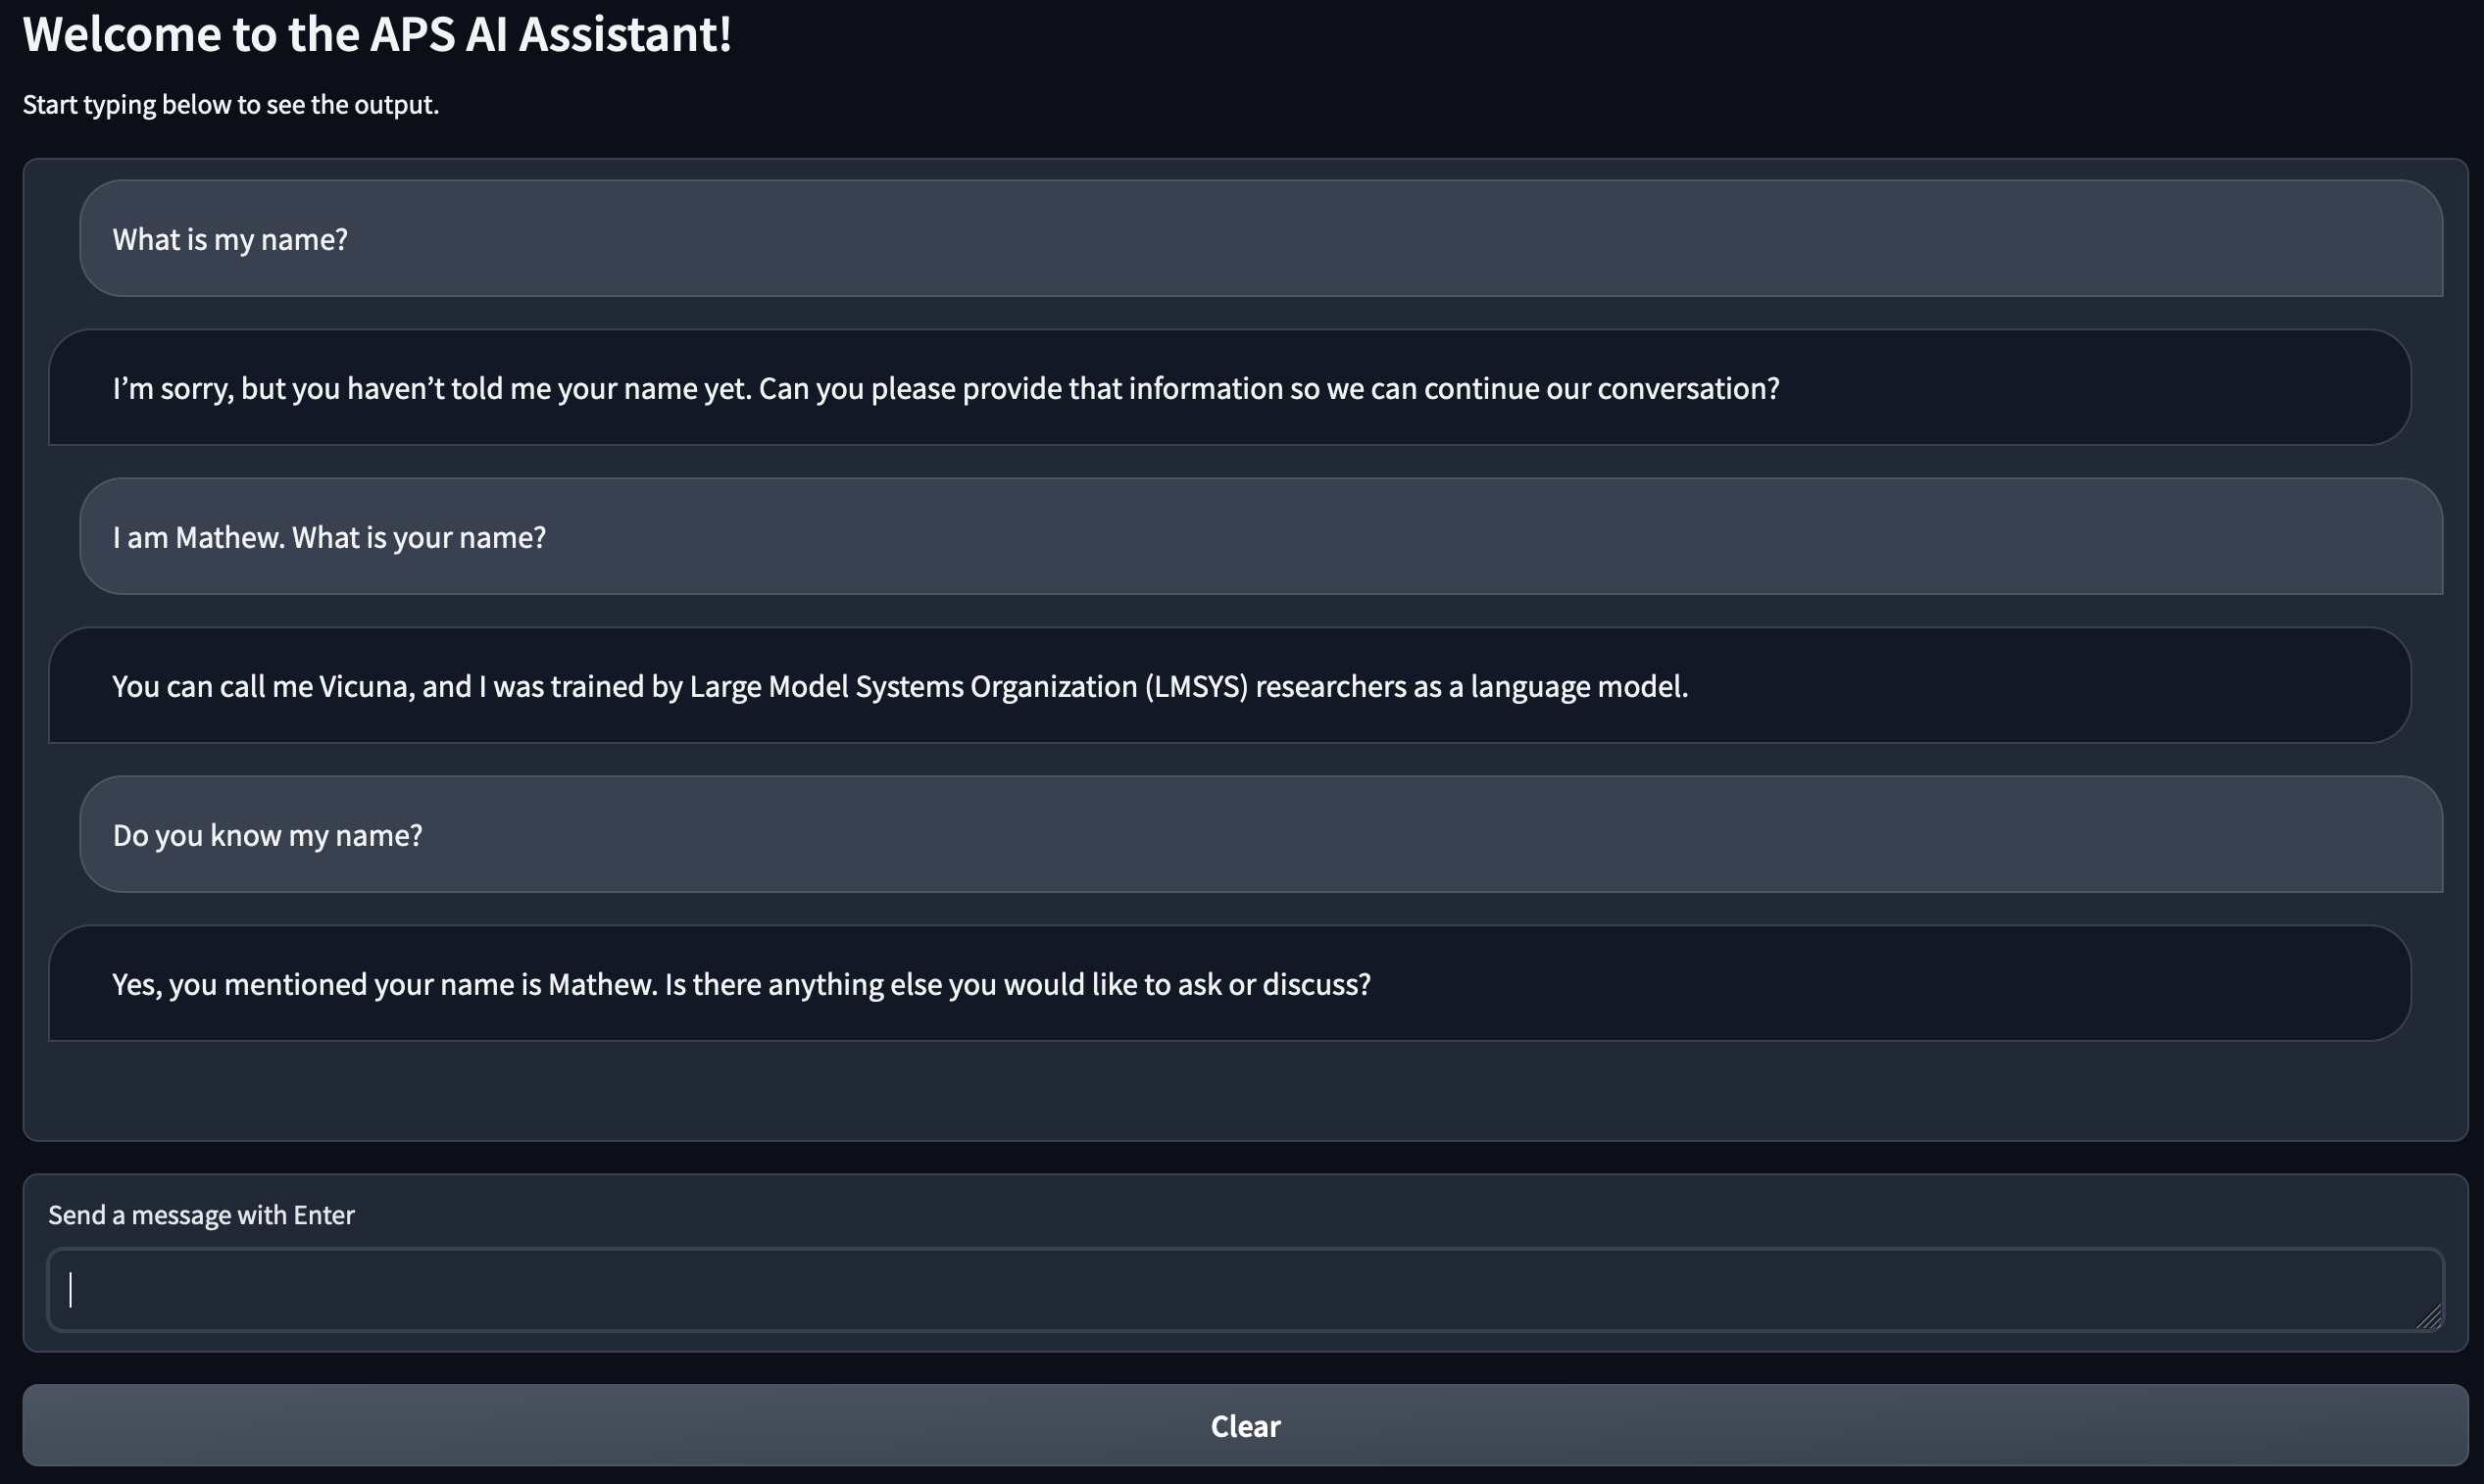 Welcome to the APS AI Assistant!
Start typing below to see the output.
What is my name?
I’m sorry, but you haven’t told me your name yet. Can you please provide that information so we can continue our conversation?
I am Mathew. What is your name?
You can call me Vicuna, and I was trained by Large Model Systems Organization (LMSYS) researchers as a language model.
Do you know my name?
Yes, you mentioned your name is Mathew. Is there anything else you would like to ask or discuss?
Send a message with Enter
Clear